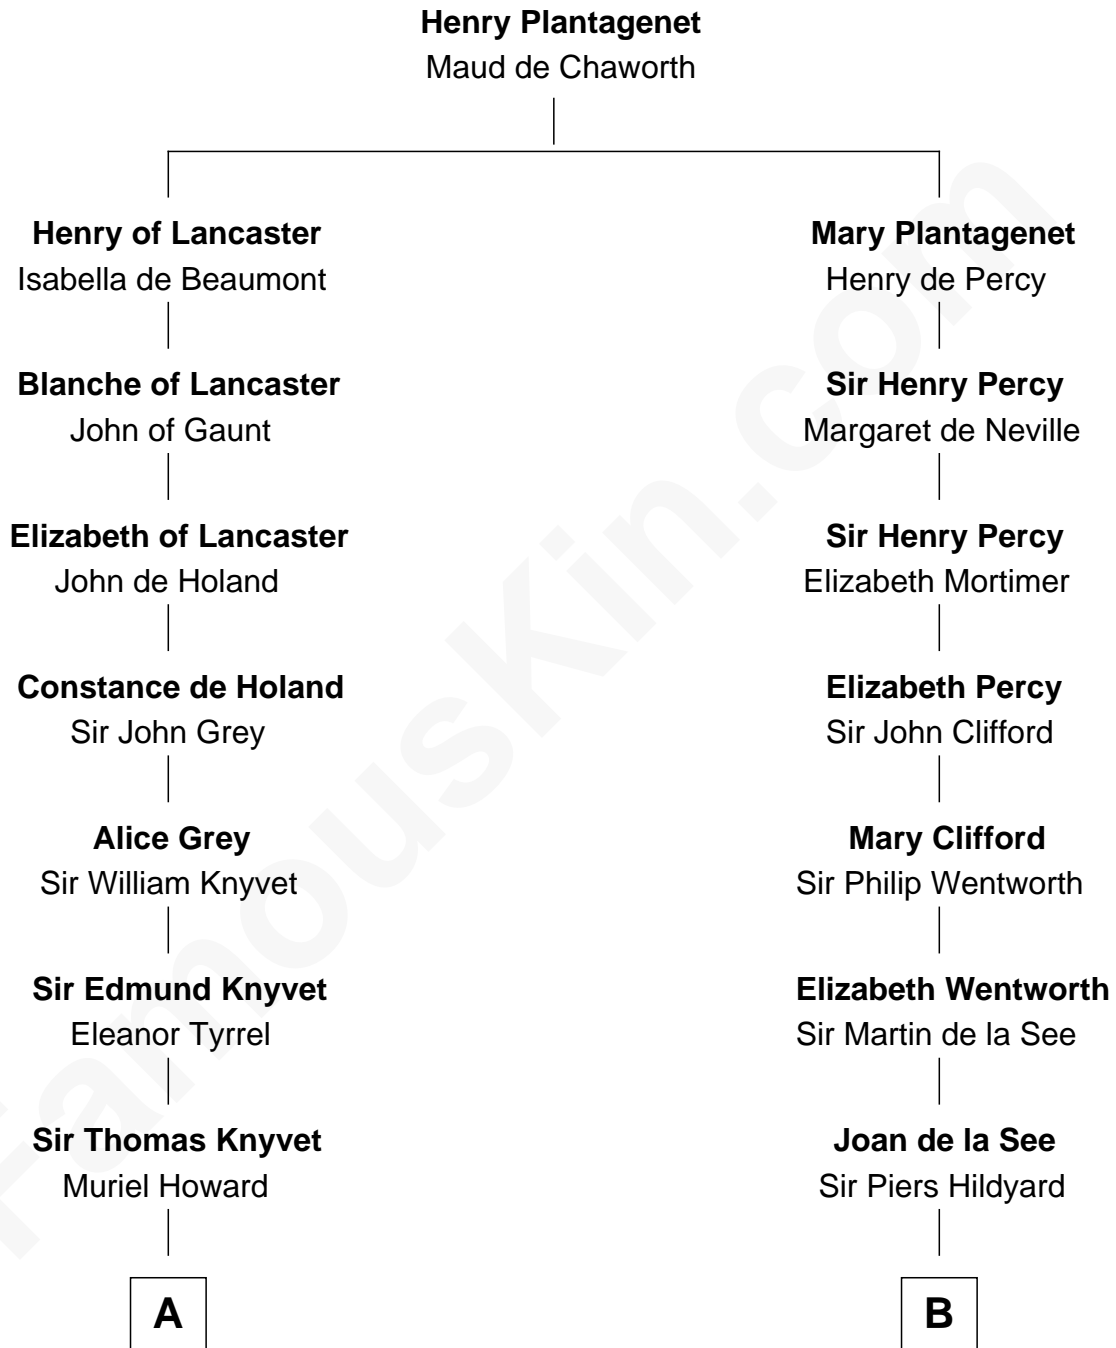 Henry Plantagenet
Maud de Chaworth
Henry of Lancaster
Isabella de Beaumont
Mary Plantagenet
Henry de Percy
Blanche of Lancaster
John of Gaunt
Sir Henry Percy
Margaret de Neville
Elizabeth of Lancaster
John de Holand
Sir Henry Percy
Elizabeth Mortimer
Constance de Holand
Sir John Grey
Elizabeth Percy
Sir John Clifford
Alice Grey
Sir William Knyvet
Mary Clifford
Sir Philip Wentworth
Sir Edmund Knyvet
Eleanor Tyrrel
Elizabeth Wentworth
Sir Martin de la See
Sir Thomas Knyvet
Muriel Howard
Joan de la See
Sir Piers Hildyard
A
B
FamousKin.com